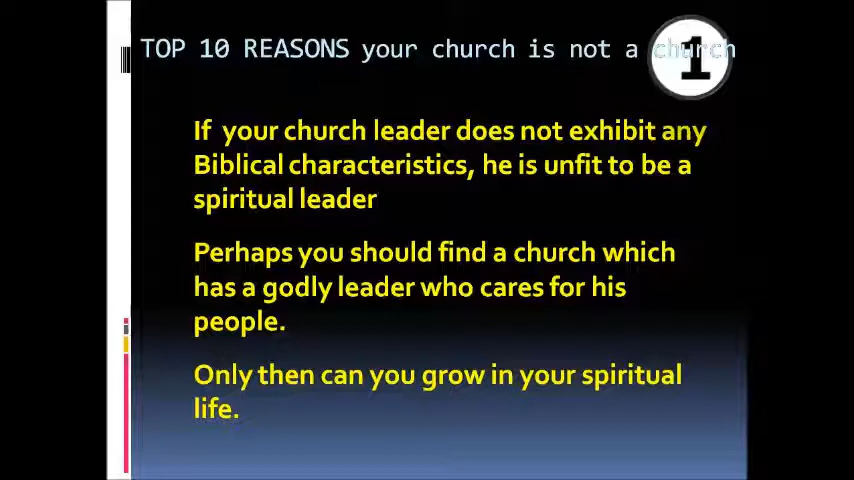 TOP 10 REASONS your church is not a church
1
If your church leader does not exhibit any
Biblical characteristics, he is unfit to be a
spiritual leader
Perhaps you should find a church which
has a godly leader who cares for his
people.
Only then can you grow in your spiritual
life.